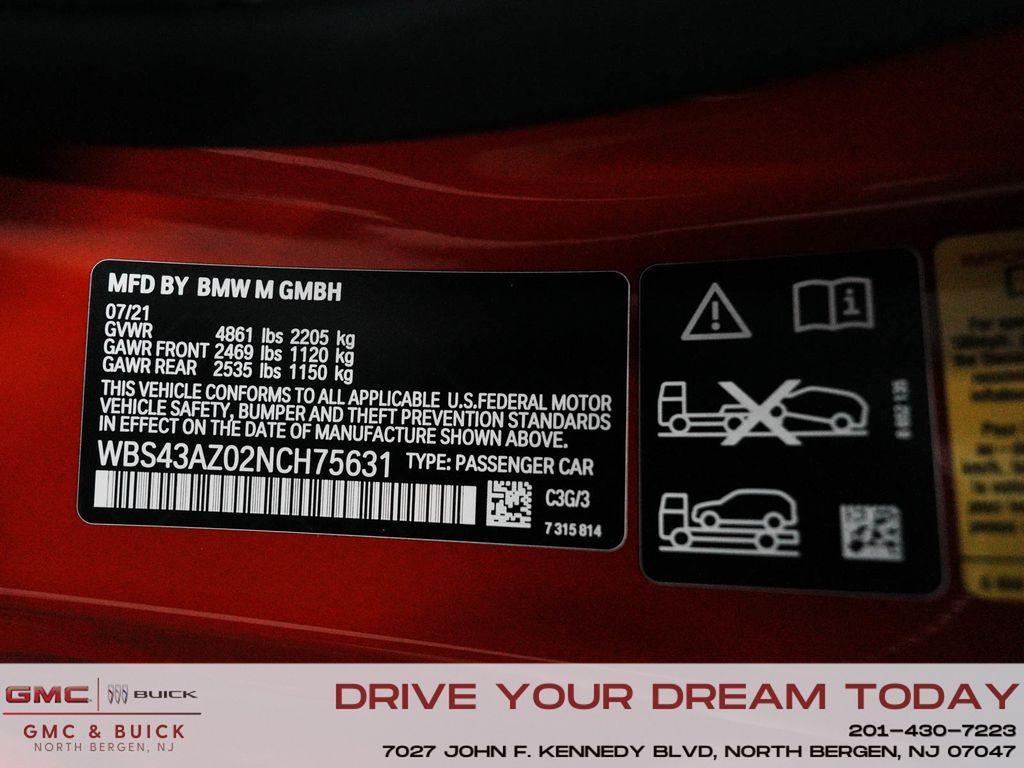 MFD BY BMW M GMBH
07/21
GVWR 4861 lbs 2205 kg
GAWR FRONT 2469 lbs 1120 kg
GAWR REAR 2535 lbs 1150 kg
THIS VEHICLE CONFORMS TO ALL APPLICABLE U.S.FEDERAL MOTOR
VEHICLE SAFETY, BUMPER AND THEFT PREVENTION STANDARDS
IN EFFECT ON THE DATE OF MANUFACTURE SHOWN ABOVE.
WBS43AZ02NCH75631 TYPE: PASSENGER CAR
C3G/3
7 315 814
GMC BUICK
GMC & BUICK
NORTH BERGEN, NJ
DRIVE YOUR DREAM TODAY
201-430-7223
7027 JOHN F. KENNEDY BLVD, NORTH BERGEN, NJ 07047